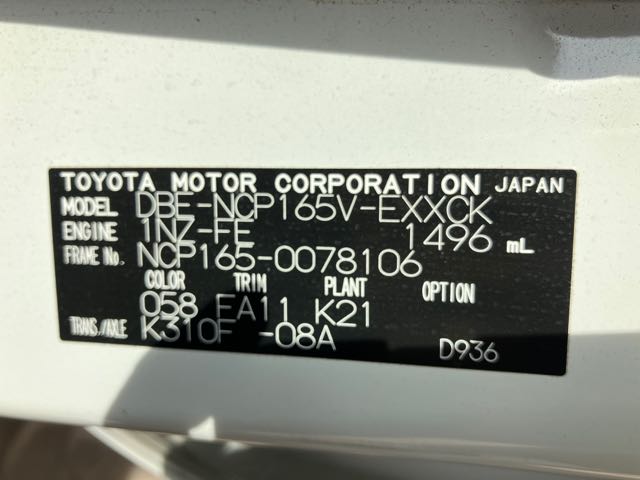 TOYOTA MOTOR CORPORATION JAPAN
MODEL DBE-NCP165V-EXXCK
ENGINE 1NZ-FE 1496 mL
FRAME No. NCP165-0078106
COLOR TRIM PLANT OPTION
058 EA11 K21
TRANS./AXLE K310F -08A D936